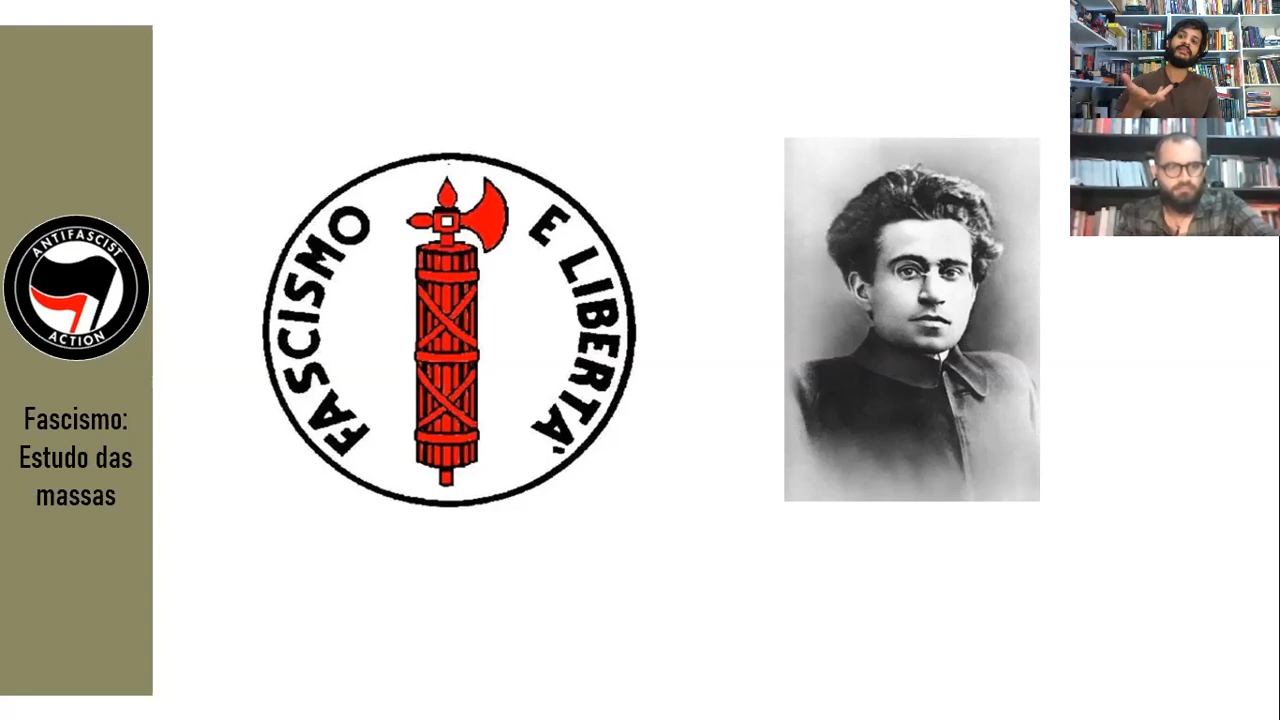 ANTIFASCIST
ACTION
Fascismo:
Estudo das
massas
FASCISMO E LIBERTA'